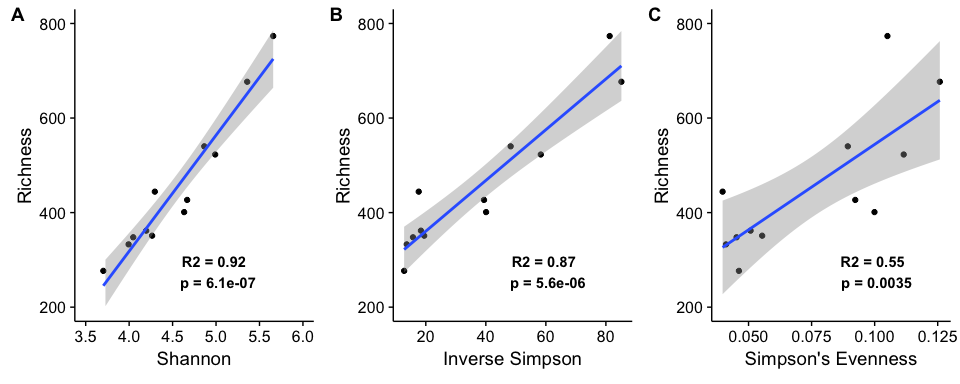 A
Richness
800
600
400
200
R2 = 0.92
p = 6.1e-07
3.5 4.0 4.5 5.0 5.5 6.0
Shannon
B
Richness
800
600
400
200
R2 = 0.87
p = 5.6e-06
20 40 60 80
Inverse Simpson
C
Richness
800
600
400
200
R2 = 0.55
p = 0.0035
0.050 0.075 0.100 0.125
Simpson's Evenness